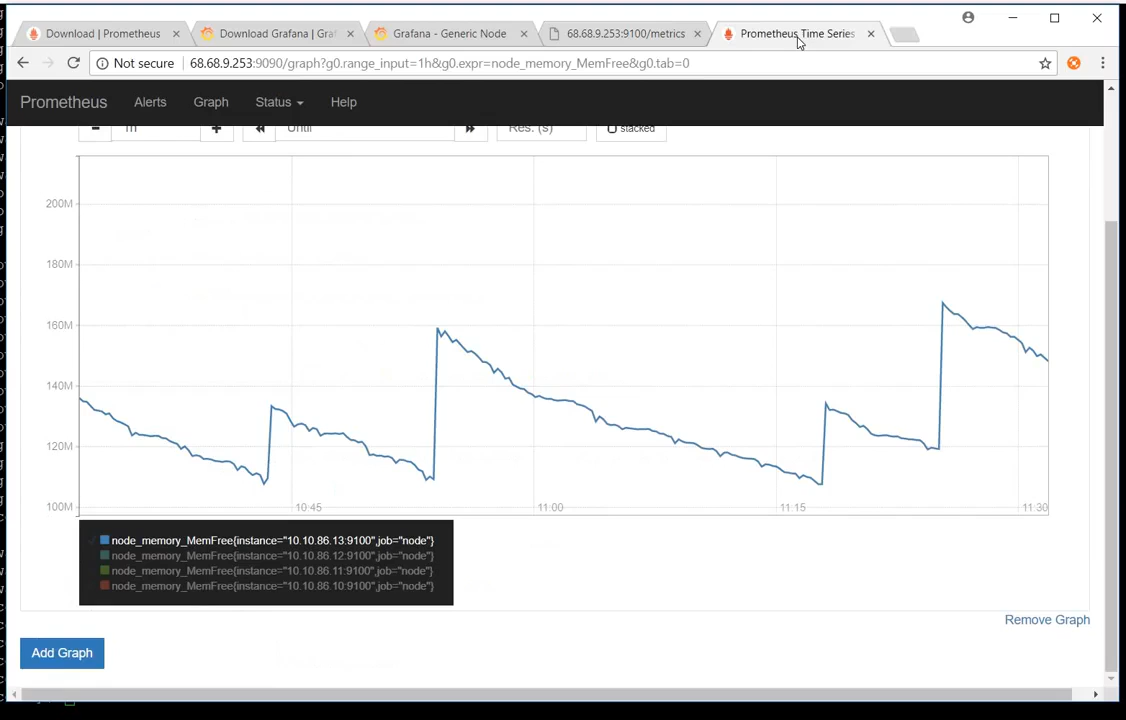 Download | Prometheus
Download Grafana | Gra
Grafana - Generic Node
68.68.9.253:9100/metrics
Prometheus Time Series
Not secure
68.68.9.253:9090/graph?g0.range_input=1h&g0.expr=node_memory_MemFree&g0.tab=0
Prometheus
Alerts
Graph
Status
Help
Until
Res. (s)
stacked
200M
180M
160M
140M
120M
100M
10:45
11:00
11:15
11:30
node_memory_MemFree{instance="10.10.86.13:9100",job="node"}
node_memory_MemFree{instance="10.10.86.12:9100",job="node"}
node_memory_MemFree{instance="10.10.86.11:9100",job="node"}
node_memory_MemFree{instance="10.10.86.10:9100",job="node"}
Remove Graph
Add Graph